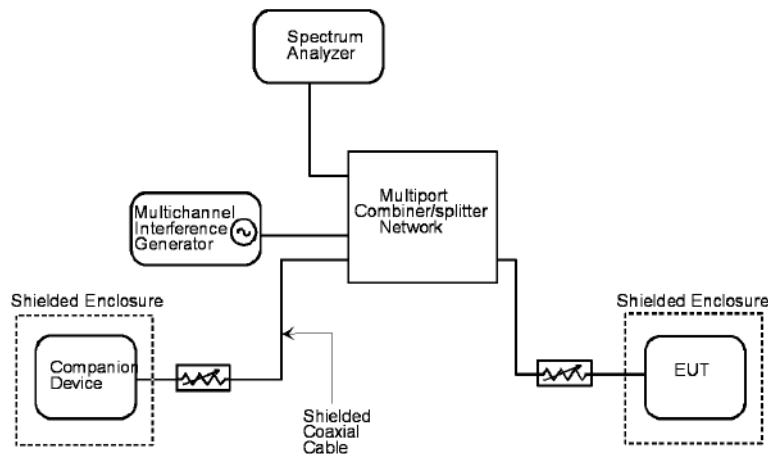 Spectrum
Analyzer
Multiport
Combiner/splitter
Network
Multichannel
Interference
Generator
Shielded Enclosure
Companion
Device
Shielded
Coaxial
Cable
Shielded Enclosure
EUT